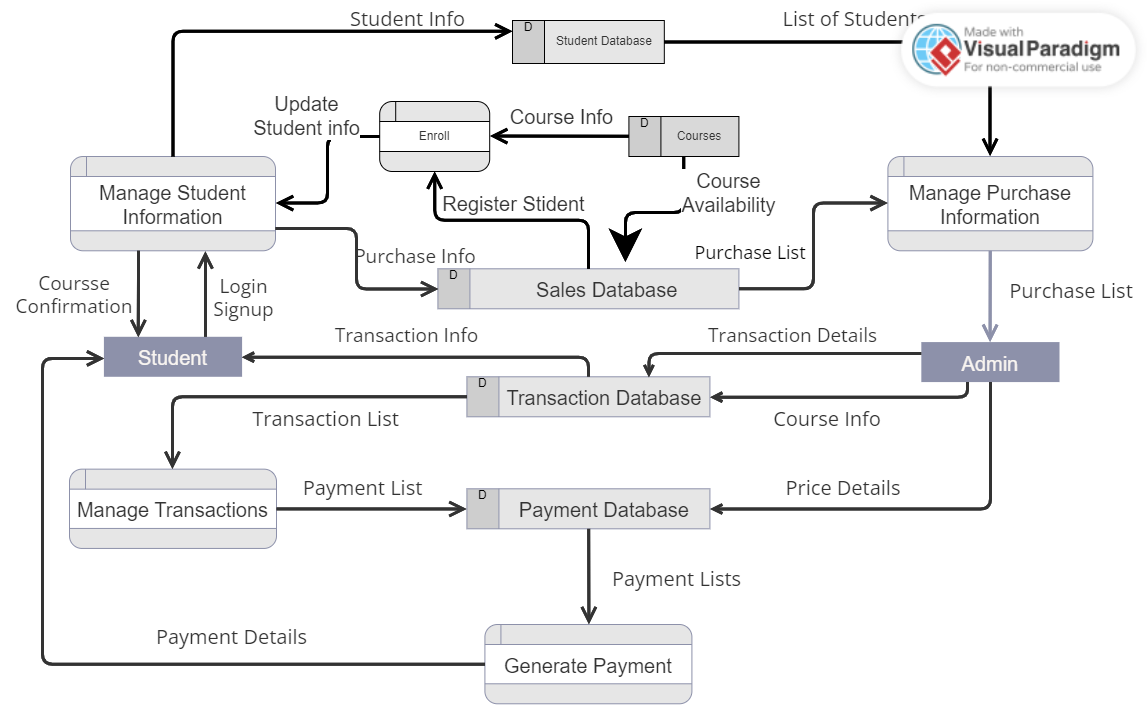 Student Info
List of Students
D
Student Database
Made with
Visual Paradigm
For non-commercial use
Update
Student info
Enroll
Course Info
D
Courses
Manage Student
Information
Register Stident
Course
Availability
Manage Purchase
Information
Purchase Info
D
Sales Database
Purchase List
Coursse
Confirmation
Login
Signup
Purchase List
Student
Transaction Info
Transaction Details
Admin
D
Transaction Database
Transaction List
Course Info
Manage Transactions
Payment List
D
Payment Database
Price Details
Payment Lists
Payment Details
Generate Payment